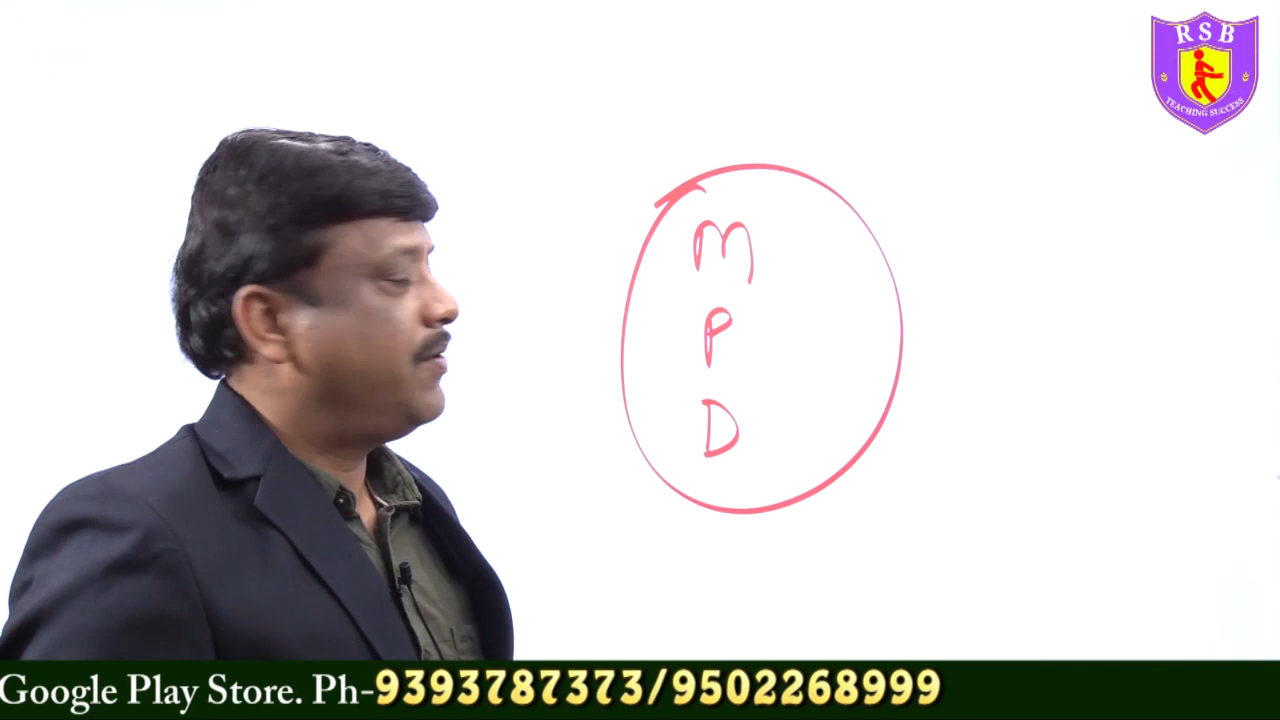 RSB
TEACHING SUCCESS
M
P
D
Google Play Store. Ph-9393787373/9502268999